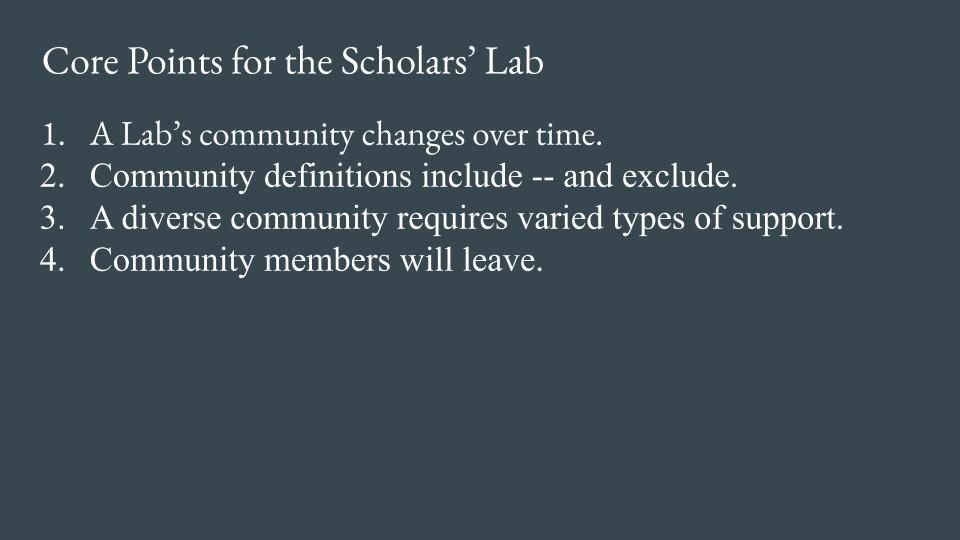 Core Points for the Scholars’ Lab
1. A Lab’s community changes over time.
2. Community definitions include -- and exclude.
3. A diverse community requires varied types of support.
4. Community members will leave.